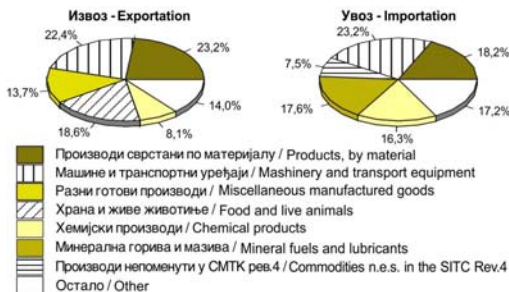 Извоз - Exportation
Увоз - Importation
22,4%
23,2%
13,7%
14,0%
18,6%
8,1%
23,2%
18,2%
7,5%
17,6%
17,2%
16,3%
Производи сврстани по материјалу / Products, by material
Машине и транспортни уређаји / Mashinery and transport equipment
Разни готови производи / Miscellaneous manufactured goods
Храна и живе животиње / Food and live animals
Хемијски производи / Chemical products
Минерална горива и мазива / Mineral fuels and lubricants
Производи непоменути у СМТК рев.4 / Commodities n.e.s. in the SITC Rev.4
Остало / Other